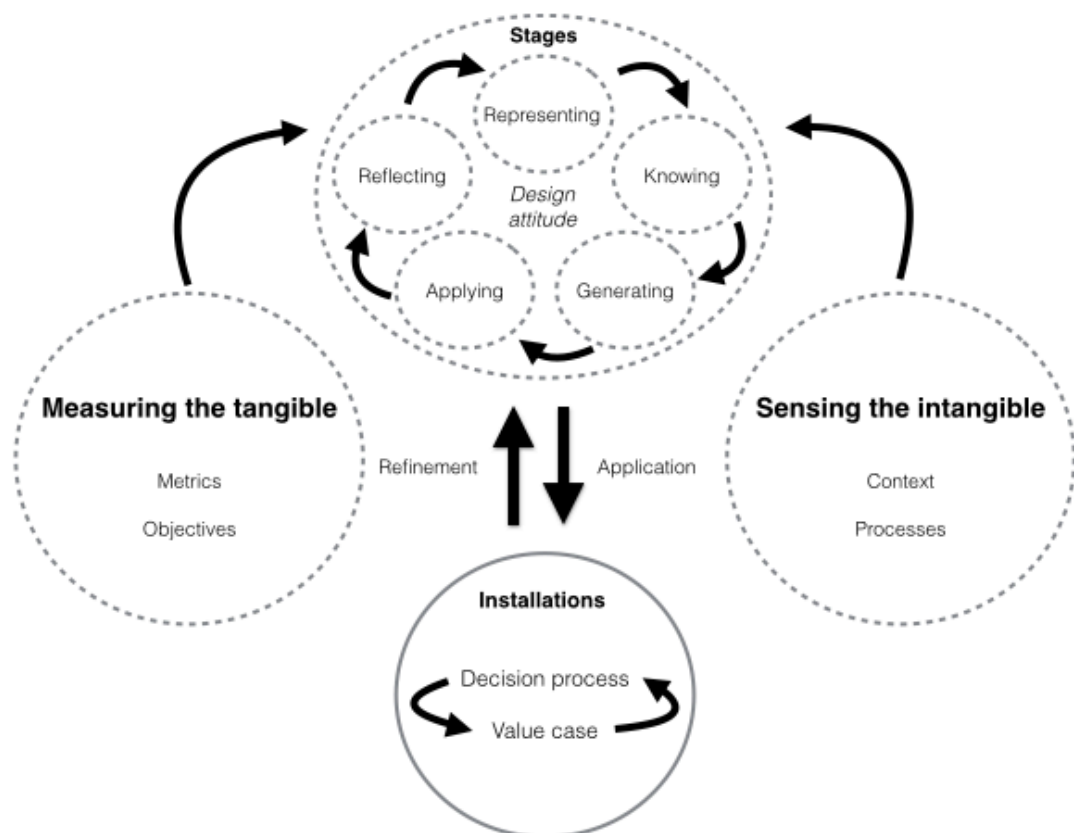 Stages
Representing
Reflecting
Knowing
Design
attitude
Applying
Generating
Measuring the tangible
Metrics
Objectives
Sensing the intangible
Context
Processes
Refinement
Application
Installations
Decision process
Value case